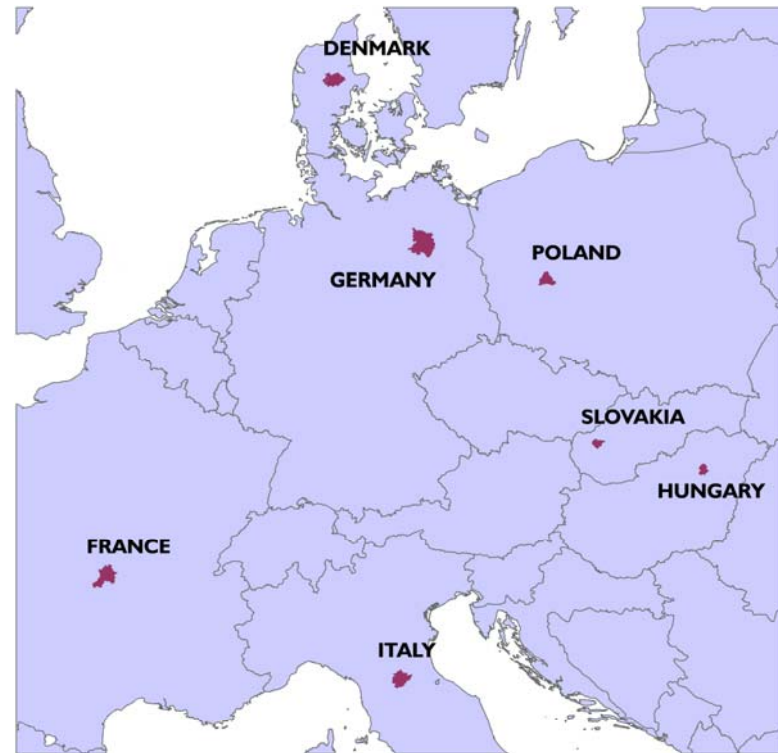 DENMARK
POLAND
GERMANY
SLOVAKIA
HUNGARY
FRANCE
ITALY